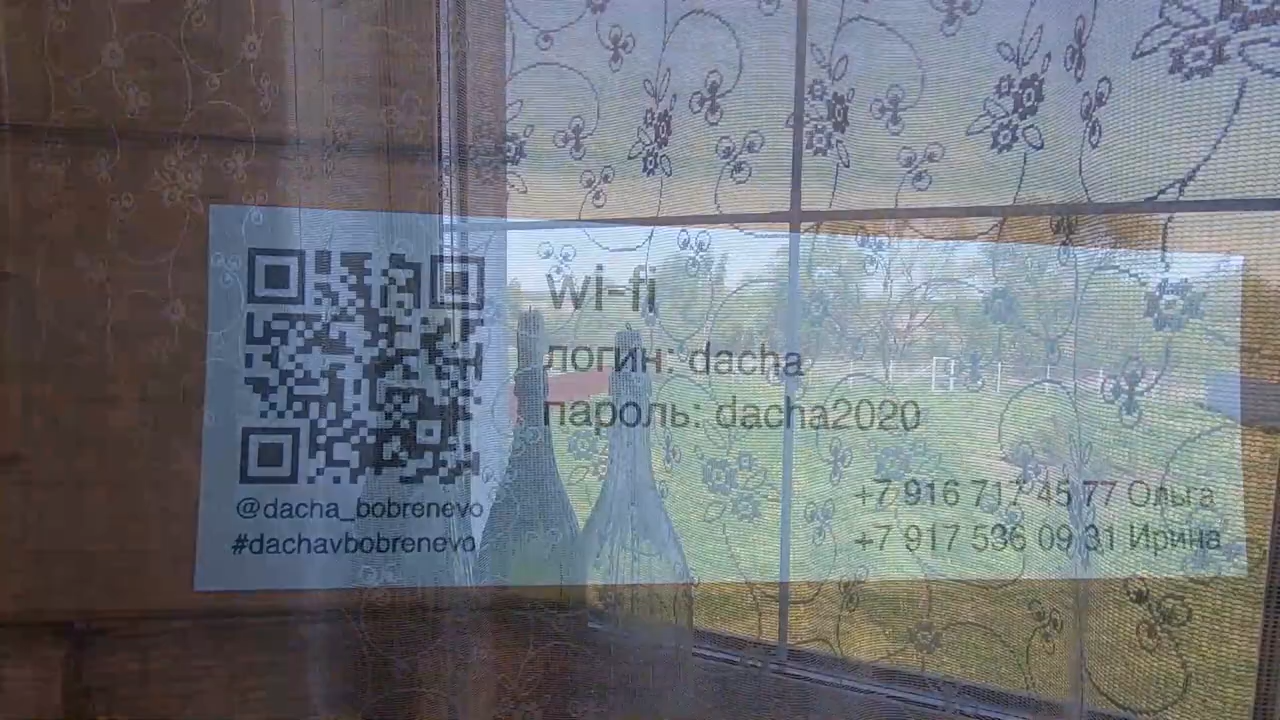 wi-fi
логин: dacha
пароль: dacha2020
@dacha_bobrenevo
#dachavbobrenevo
+7 916 717 45 77 Ольга
+7 917 536 09 31 Ирина